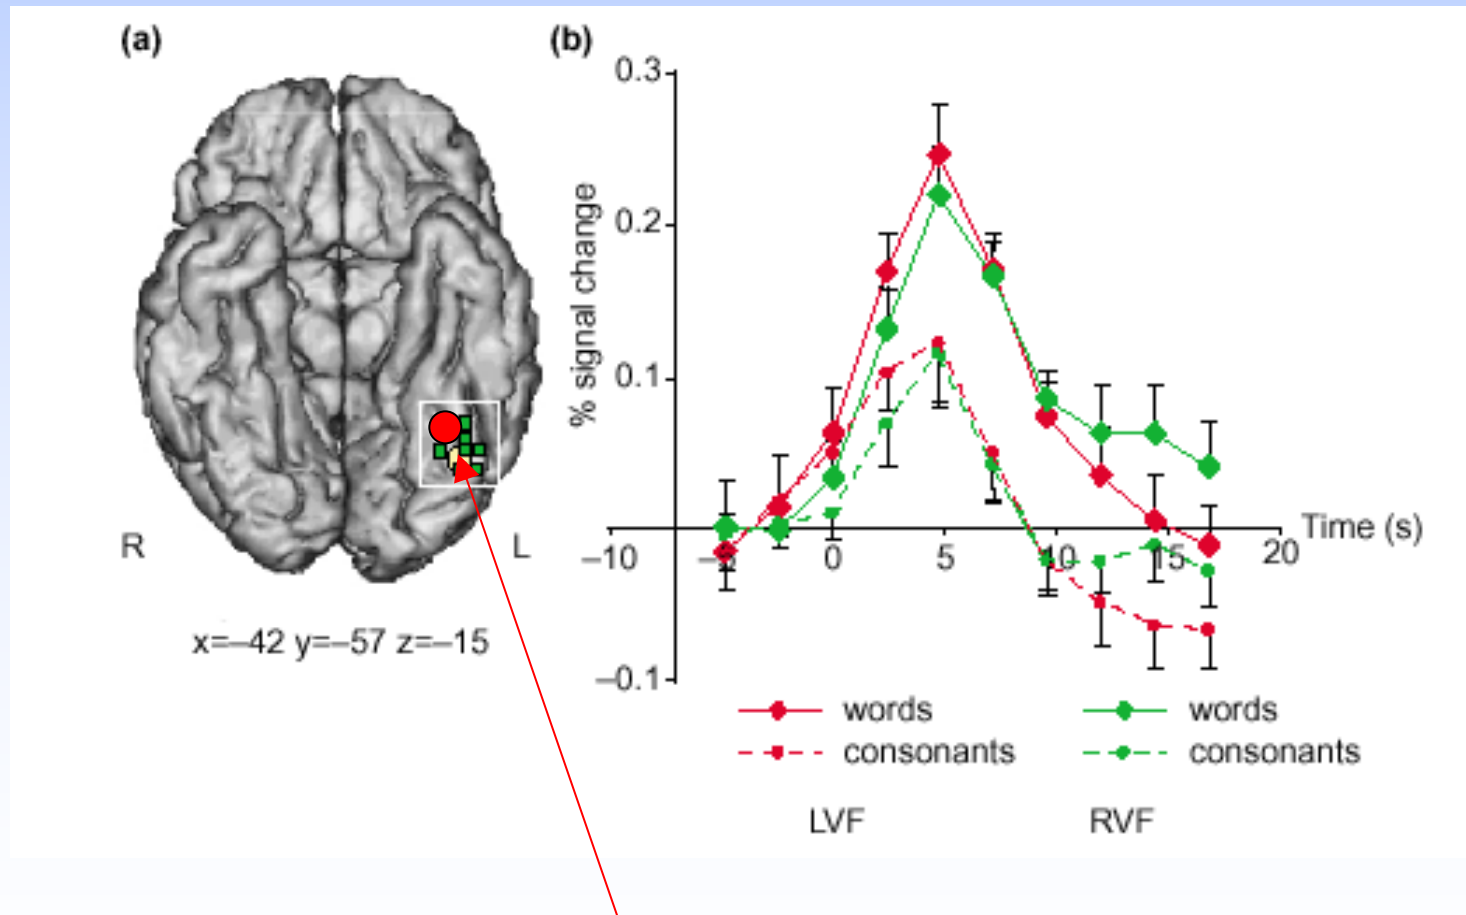 (a)
(b)
0.3
0.2
0.1
–0.1
% signal change
–10
–5
0
5
10
15
20
Time (s)
R
L
x=–42 y=–57 z=–15
words
words
consonants
consonants
LVF
RVF